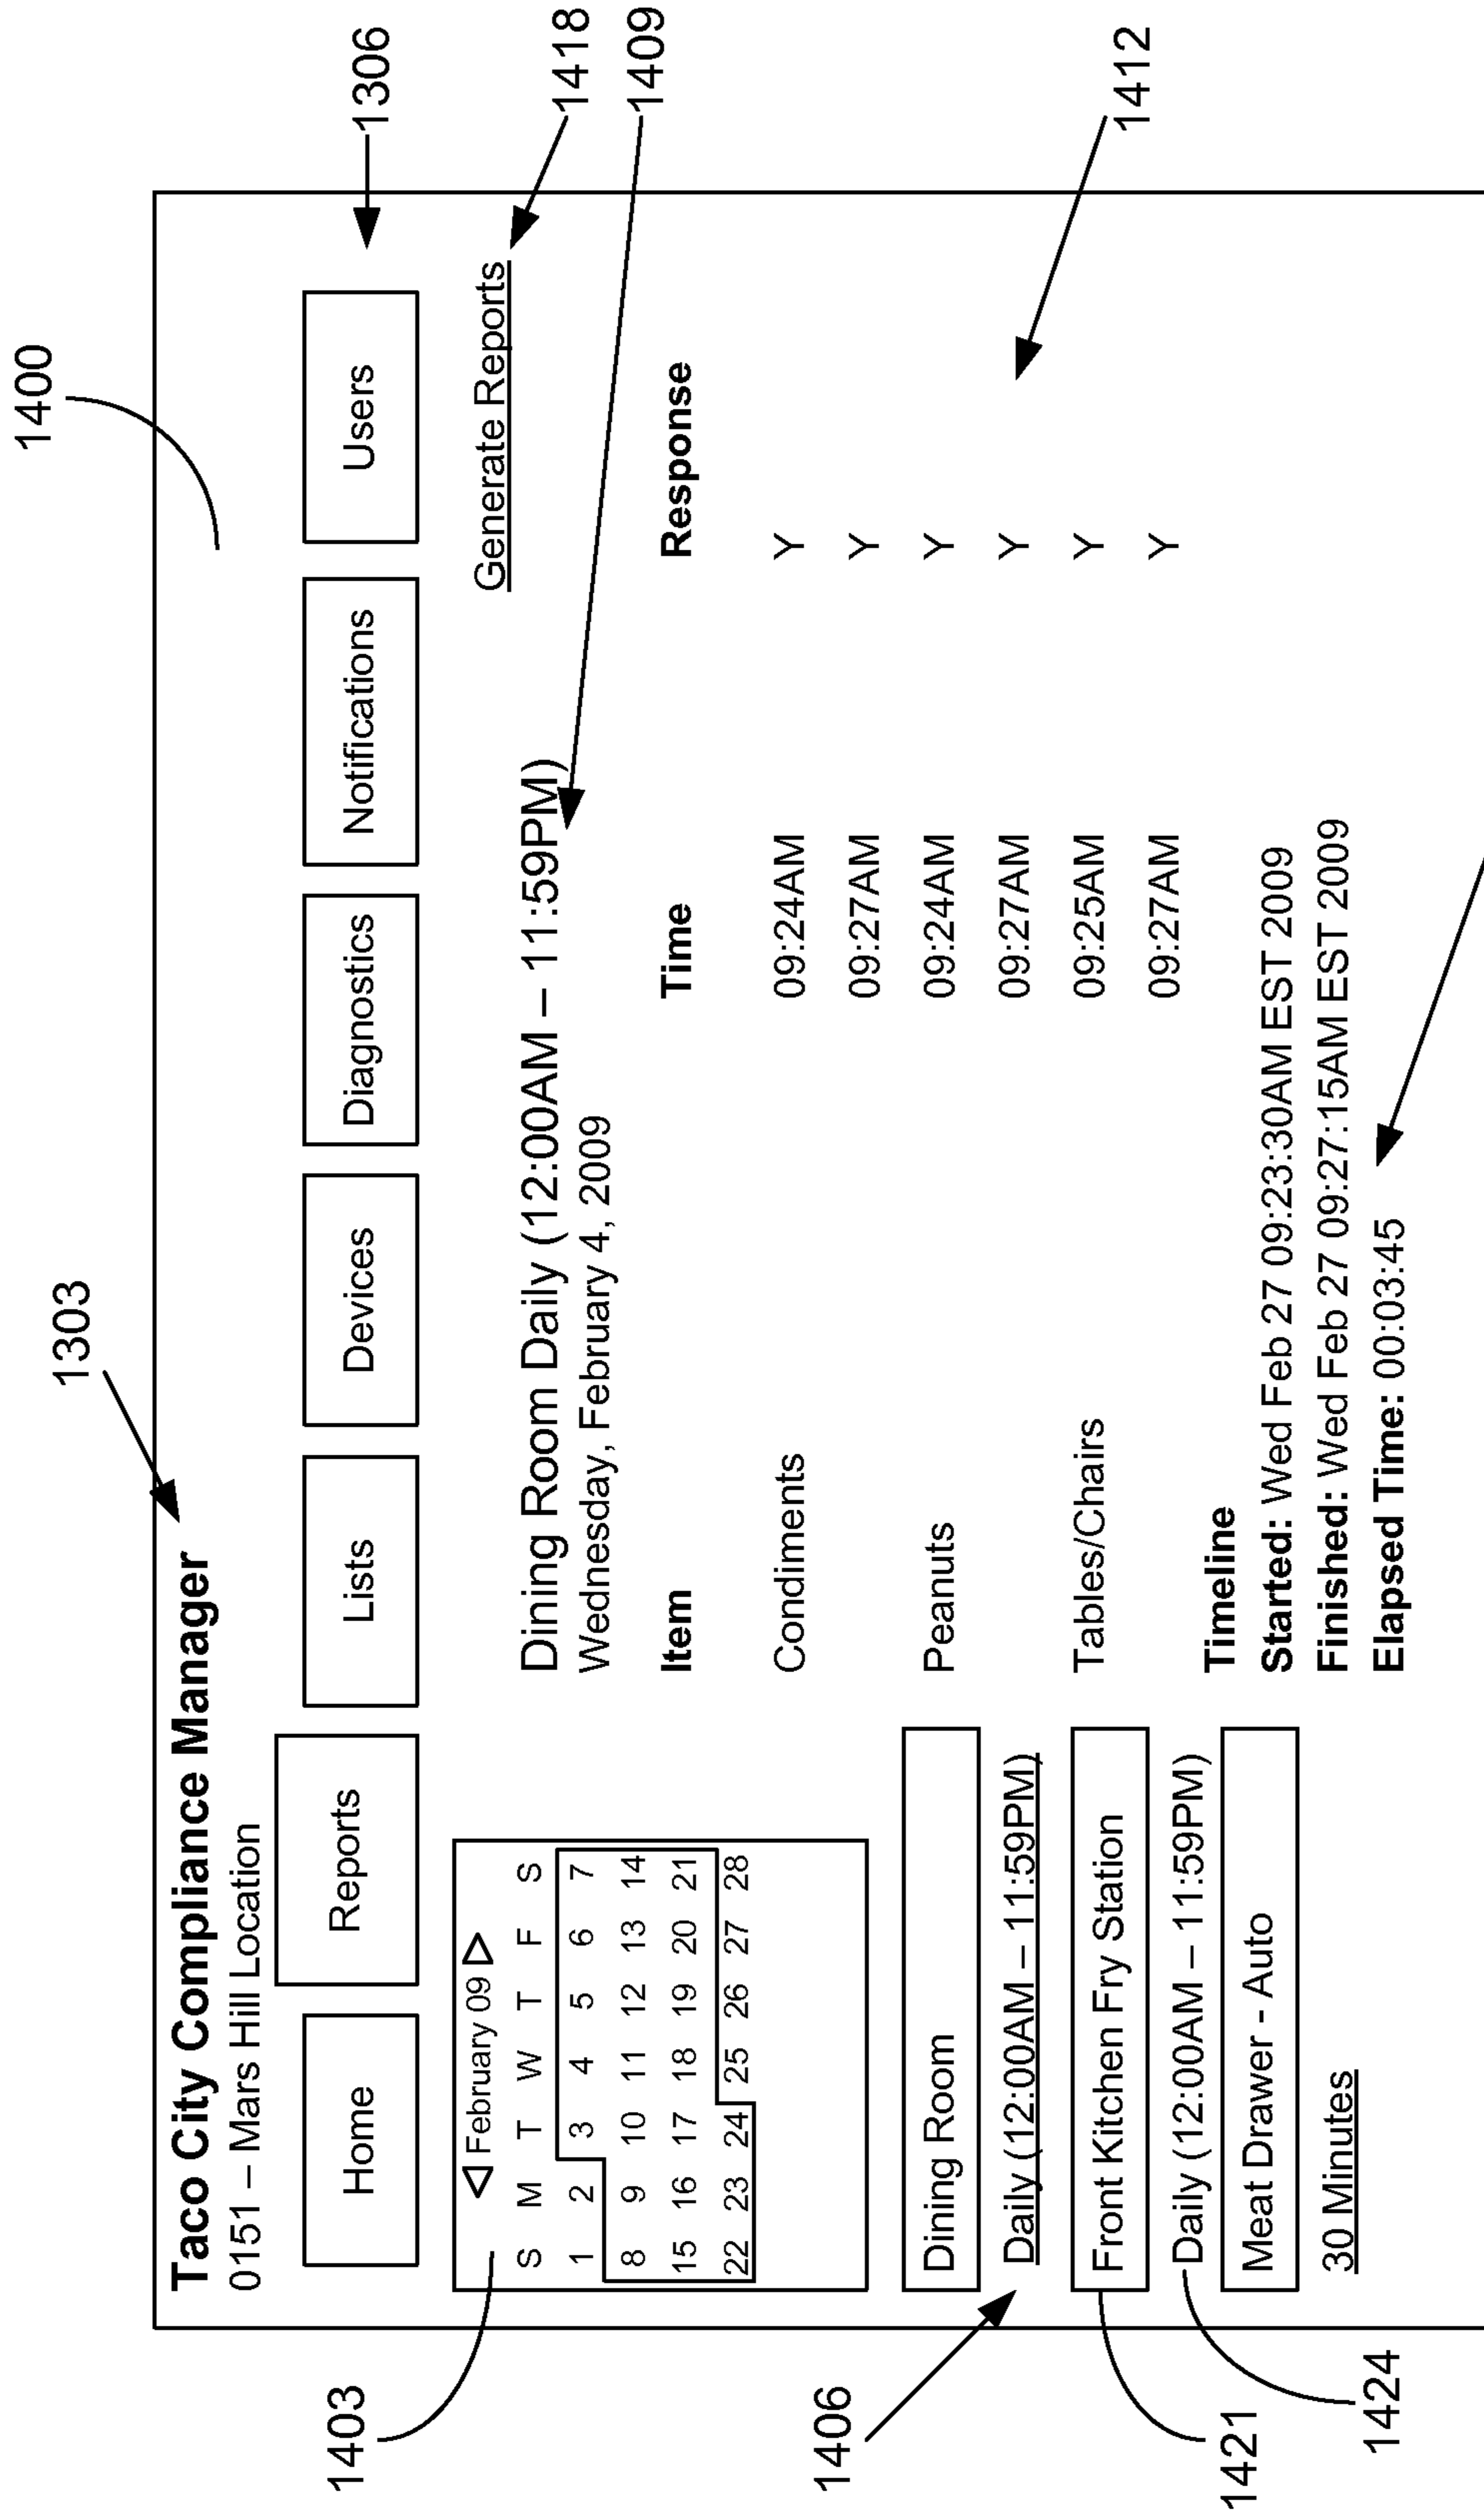 1400
1303
Taco City Compliance Manager
0151 – Mars Hill Location
1306
Home
Reports
Lists
Devices
Diagnostics
Notifications
Users
1403
February 09
S M T W T F S
1 2 3 4 5 6 7
8 9 10 11 12 13 14
15 16 17 18 19 20 21
22 23 24 25 26 27 28
Generate Reports
1418
1409
Dining Room Daily (12:00AM – 11:59PM)
Wednesday, February 4, 2009
Item Time Response
Condiments 09:24AM Y
09:27AM Y
Peanuts 09:24AM Y
09:27AM Y
Tables/Chairs 09:25AM Y
09:27AM Y
1412
Timeline
Started: Wed Feb 27 09:23:30AM EST 2009
Finished: Wed Feb 27 09:27:15AM EST 2009
Elapsed Time: 00:03:45
1406
Dining Room
Daily (12:00AM – 11:59PM)
1421
Front Kitchen Fry Station
1424
Daily (12:00AM – 11:59PM)
Meat Drawer - Auto
30 Minutes